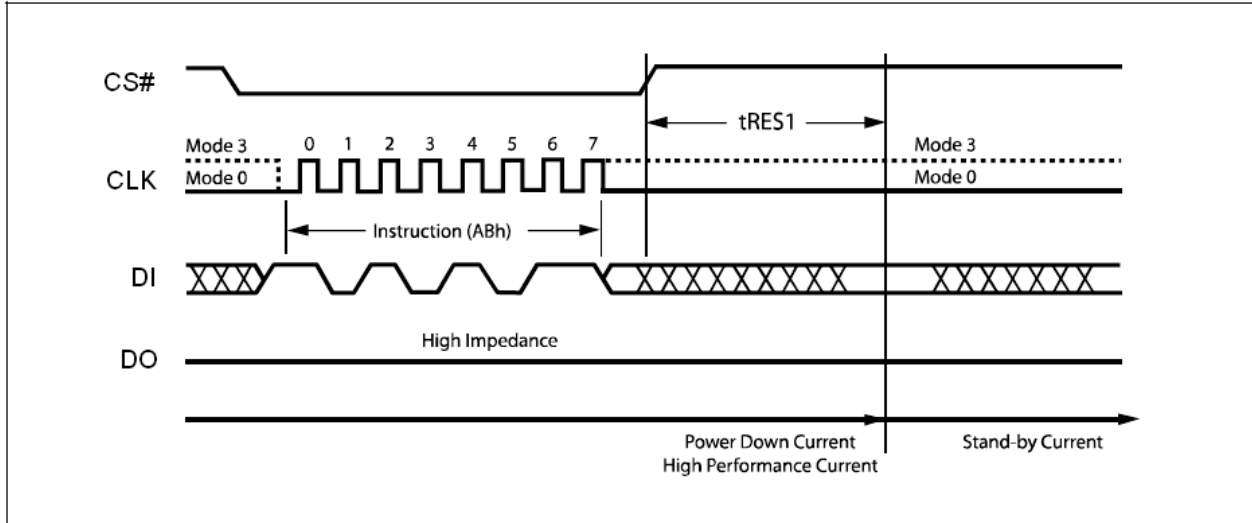 CS#
tRES1
Mode 3
0 1 2 3 4 5 6 7
Mode 3
CLK
Mode 0
Mode 0
Instruction (ABh)
DI
High Impedance
DO
Power Down Current
High Performance Current
Stand-by Current